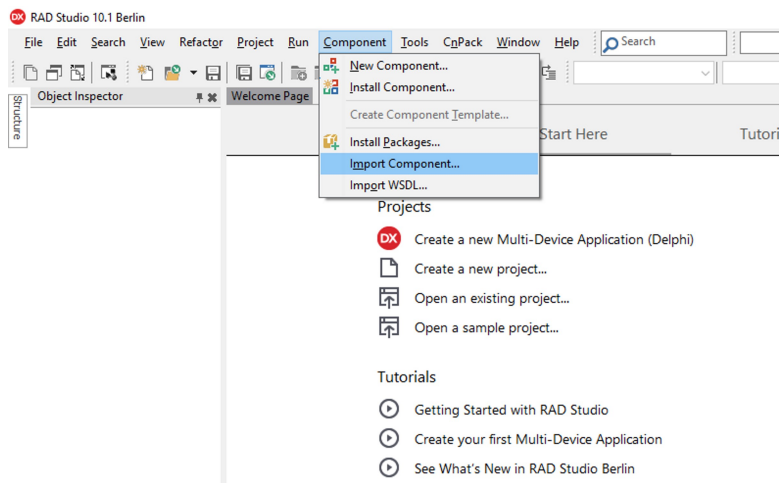 DX RAD Studio 10.1 Berlin
File Edit Search View Refactor Project Run Component Tools CnPack Window Help Search
New Component...
Install Component...
Create Component Template...
Install Packages...
Import Component...
Import WSDL...
Structure
Object Inspector
Welcome Page
Start Here
Tutori
Projects
DX Create a new Multi-Device Application (Delphi)
Create a new project...
Open an existing project...
Open a sample project...
Tutorials
Getting Started with RAD Studio
Create your first Multi-Device Application
See What's New in RAD Studio Berlin